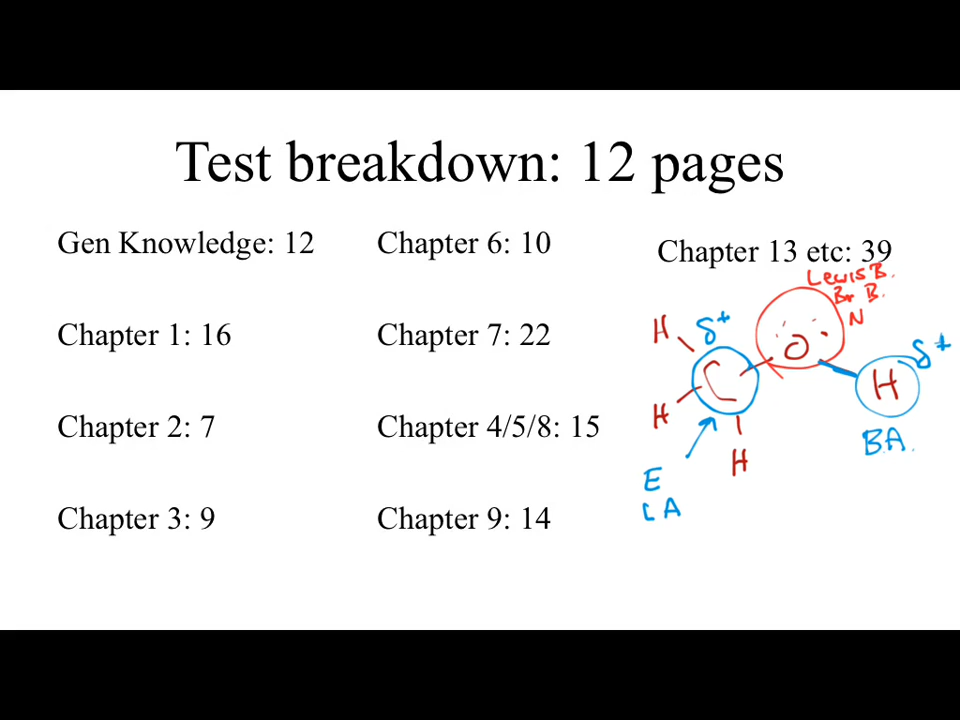 Test breakdown: 12 pages
Gen Knowledge: 12
Chapter 1: 16
Chapter 2: 7
Chapter 3: 9
Chapter 6: 10
Chapter 7: 22
Chapter 4/5/8: 15
Chapter 9: 14
Chapter 13 etc: 39
Lewis B.
Br B.
N
H δ+
O
δ+
C
H
H
H
B.A.
E
L A